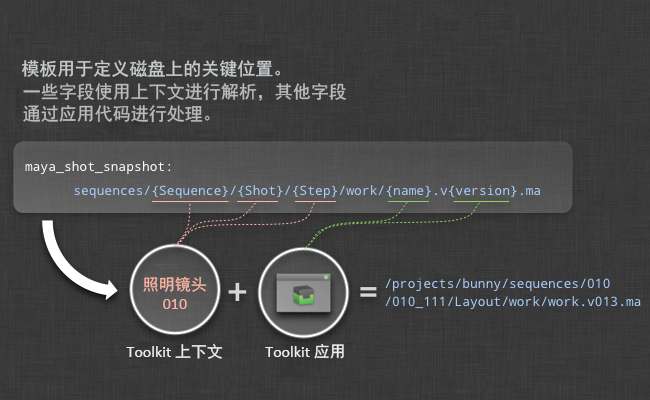 模板用于定义磁盘上的关键位置。
一些字段使用上下文进行解析，其他字段
通过应用代码进行处理。
maya_shot_snapshot:
sequences/{Sequence}/{Shot}/{Step}/work/{name}.v{version}.ma
照明镜头
010
+
=
/projects/bunny/sequences/010
/010_111/Layout/work/work.v013.ma
Toolkit 上下文
Toolkit 应用